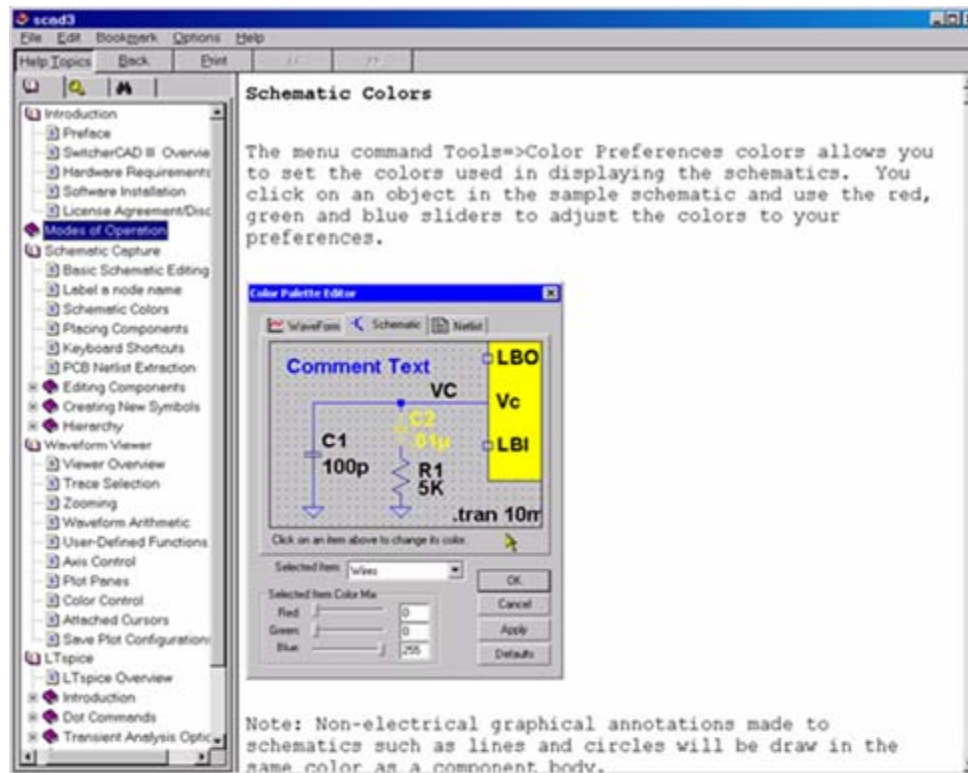 scad3
File Edit Bookmark Options Help
Help Topics Back Print << >>
Introduction
Preface
SwitcherCAD III Overvie
Hardware Requirements
Software Installation
License Agreement/Disc
Modes of Operation
Schematic Capture
Basic Schematic Editing
Label a node name
Schematic Colors
Placing Components
Keyboard Shortcuts
PCB Netlist Extraction
Editing Components
Creating New Symbols
Hierarchy
Waveform Viewer
Viewer Overview
Trace Selection
Zooming
Waveform Arithmetic
User-Defined Functions
Axis Control
Plot Panes
Color Control
Attached Cursors
Save Plot Configurations
LTspice
LTspice Overview
Introduction
Dot Commands
Transient Analysis Optic
Schematic Colors
The menu command Tools=>Color Preferences colors allows you
to set the colors used in displaying the schematics. You
click on an object in the sample schematic and use the red,
green and blue sliders to adjust the colors to your
preferences.
Color Palette Editor
WaveForm Schematic Netlist
Comment Text
LBO
VC
Vc
C2
.01µ
LBI
C1
100p
R1
5K
.tran 10m
Click on an item above to change its color.
Selected Item: Wires
OK
Selected Item Color Mix
Cancel
Red: 0
Green: 0
Apply
Blue: 255
Defaults
Note: Non-electrical graphical annotations made to
schematics such as lines and circles will be draw in the
same color as a component body.